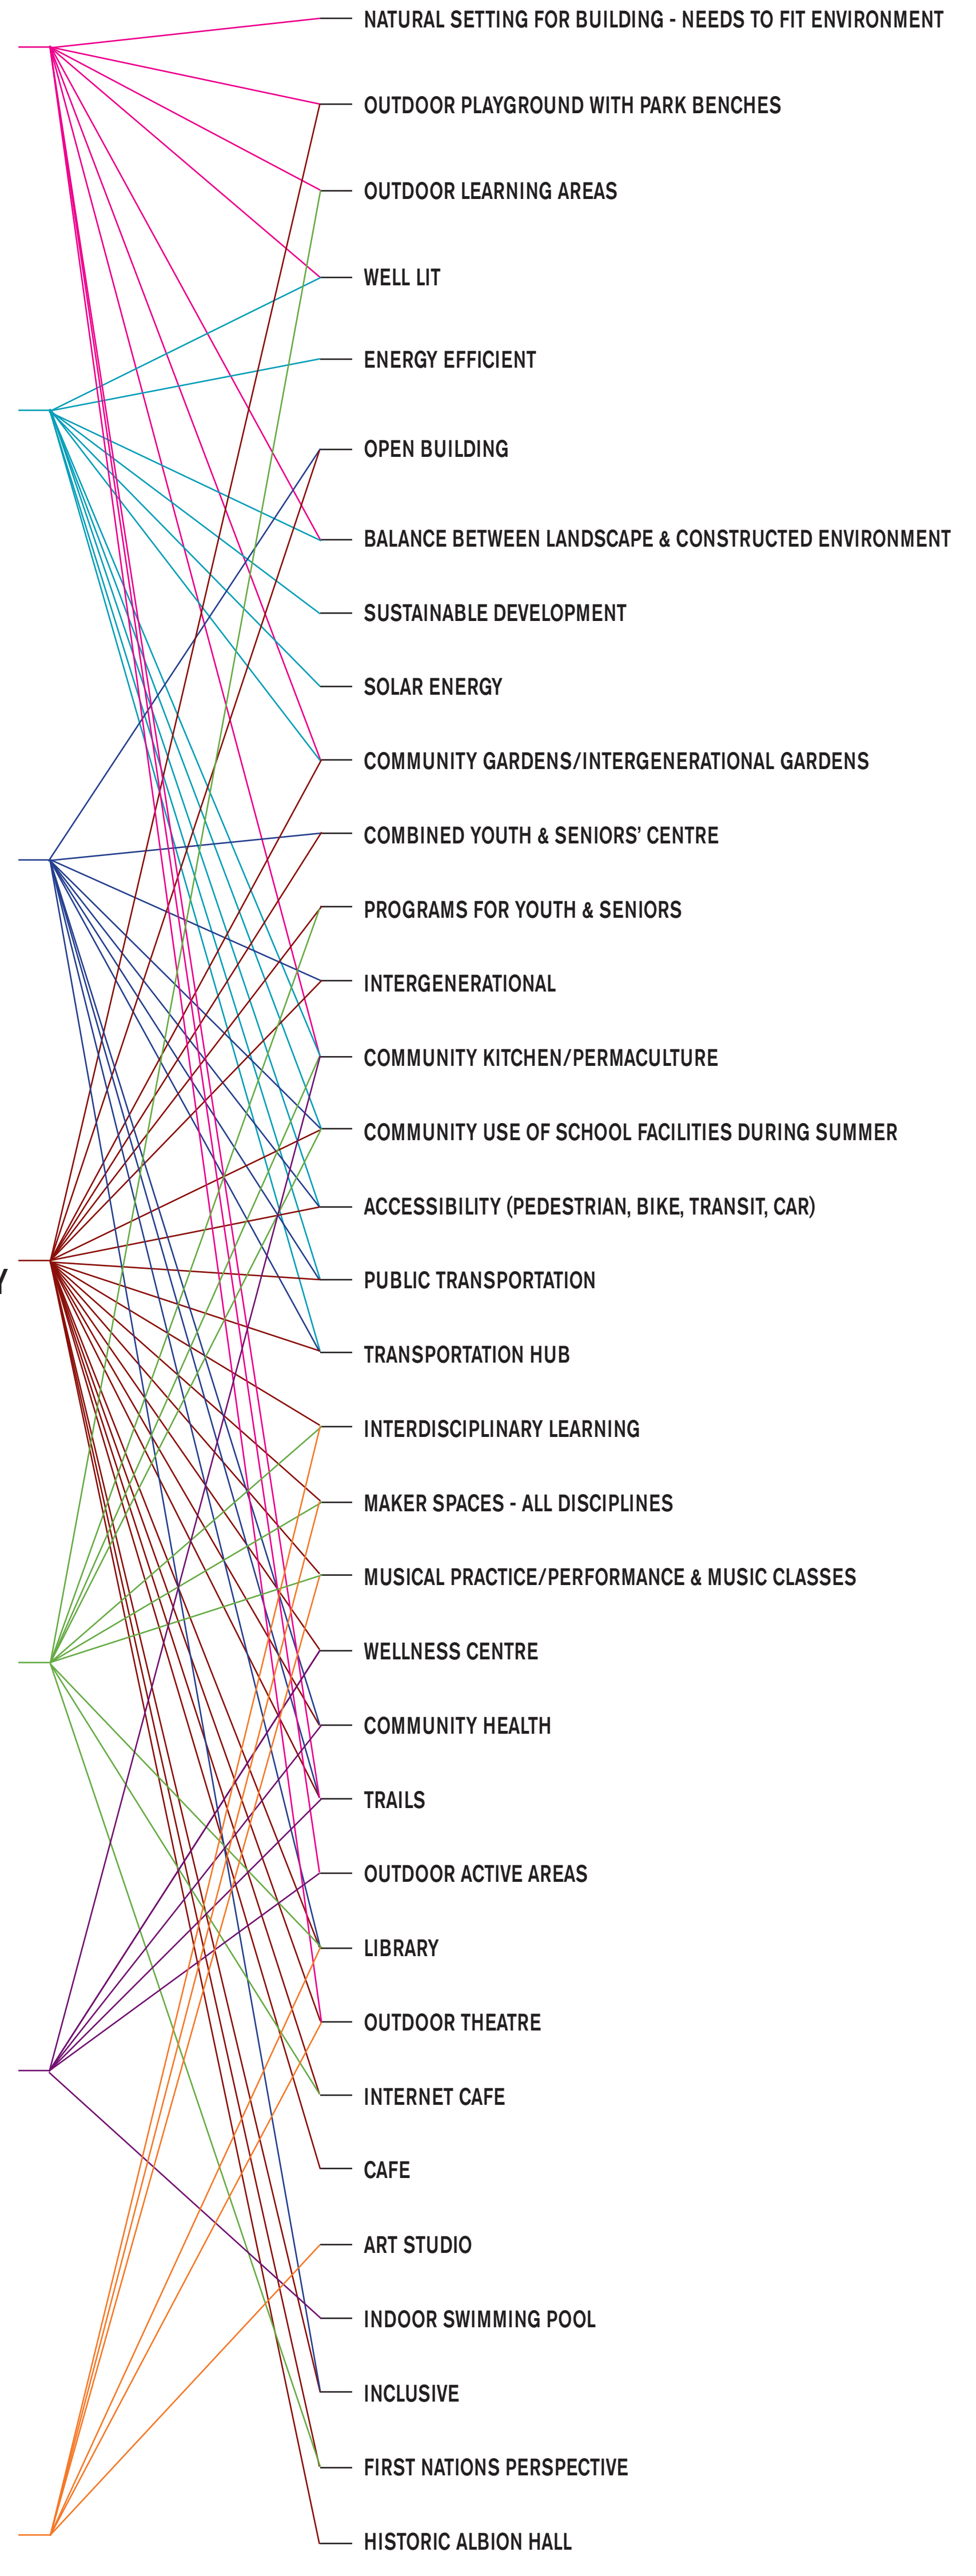 NATURAL SETTING FOR BUILDING - NEEDS TO FIT ENVIRONMENT
OUTDOOR PLAYGROUND WITH PARK BENCHES
OUTDOOR LEARNING AREAS
WELL LIT
ENERGY EFFICIENT
OPEN BUILDING
BALANCE BETWEEN LANDSCAPE & CONSTRUCTED ENVIRONMENT
SUSTAINABLE DEVELOPMENT
SOLAR ENERGY
COMMUNITY GARDENS/INTERGENERATIONAL GARDENS
COMBINED YOUTH & SENIORS’ CENTRE
PROGRAMS FOR YOUTH & SENIORS
INTERGENERATIONAL
COMMUNITY KITCHEN/PERMACULTURE
COMMUNITY USE OF SCHOOL FACILITIES DURING SUMMER
ACCESSIBILITY (PEDESTRIAN, BIKE, TRANSIT, CAR)
Y
PUBLIC TRANSPORTATION
TRANSPORTATION HUB
INTERDISCIPLINARY LEARNING
MAKER SPACES - ALL DISCIPLINES
MUSICAL PRACTICE/PERFORMANCE & MUSIC CLASSES
WELLNESS CENTRE
COMMUNITY HEALTH
TRAILS
OUTDOOR ACTIVE AREAS
LIBRARY
OUTDOOR THEATRE
INTERNET CAFE
CAFE
ART STUDIO
INDOOR SWIMMING POOL
INCLUSIVE
FIRST NATIONS PERSPECTIVE
HISTORIC ALBION HALL